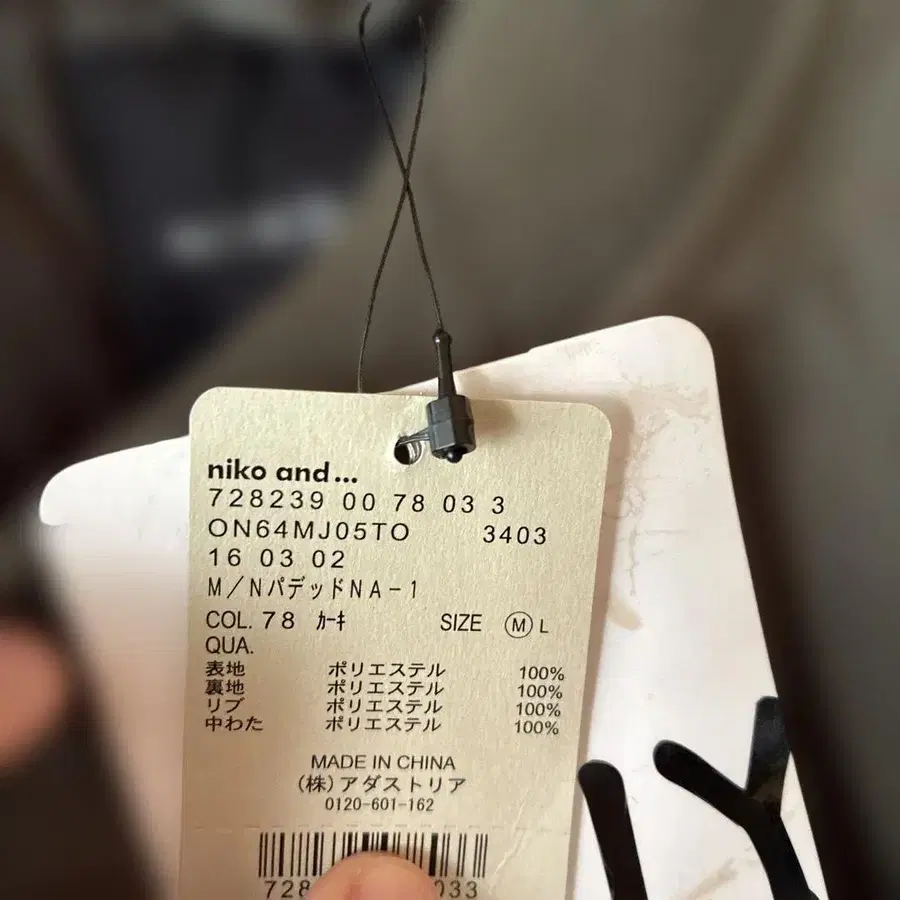 niko and...
728239 00 78 03 3
ON64MJ05TO 3403
16 03 02
M/NパデッドNA-1
COL. 78 カーキ SIZE Ⓜ L
QUA.
表地 ポリエステル 100%
裏地 ポリエステル 100%
リブ ポリエステル 100%
中わた ポリエステル 100%
MADE IN CHINA
(株)アダストリア
0120-601-162